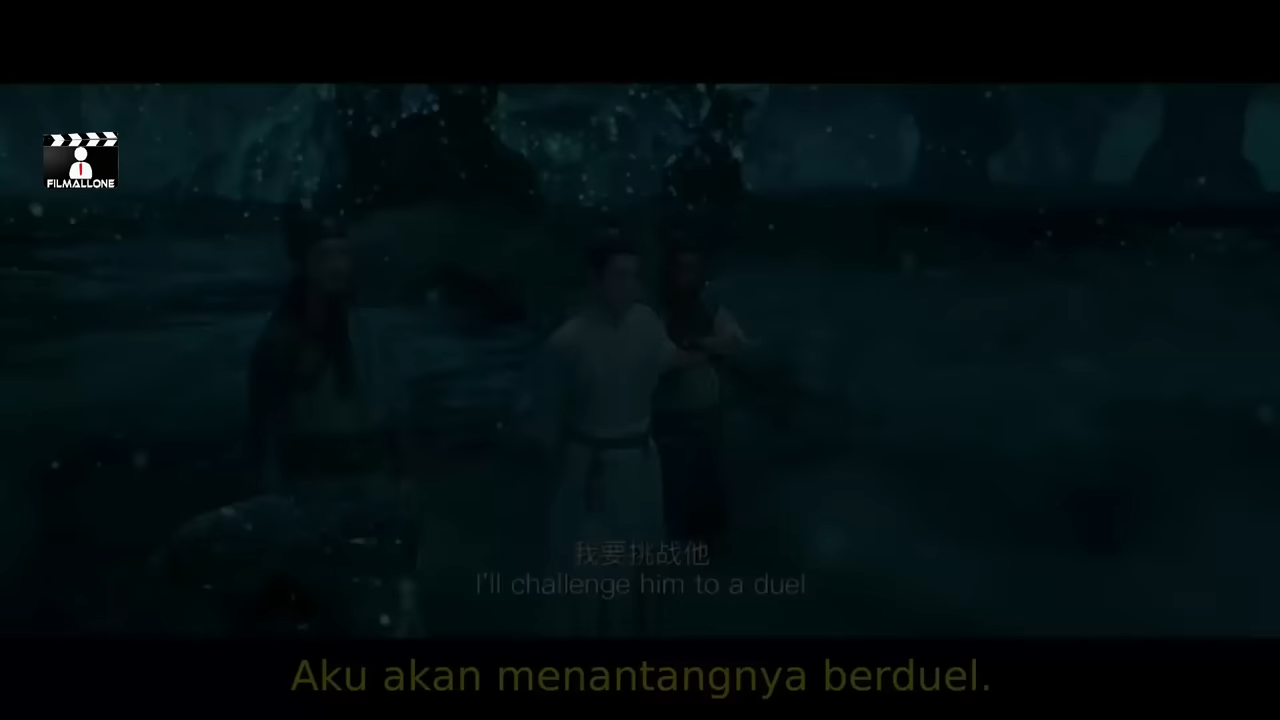 FILMALLONE
我要挑战他
I'll challenge him to a duel
Aku akan menantangnya berduel.